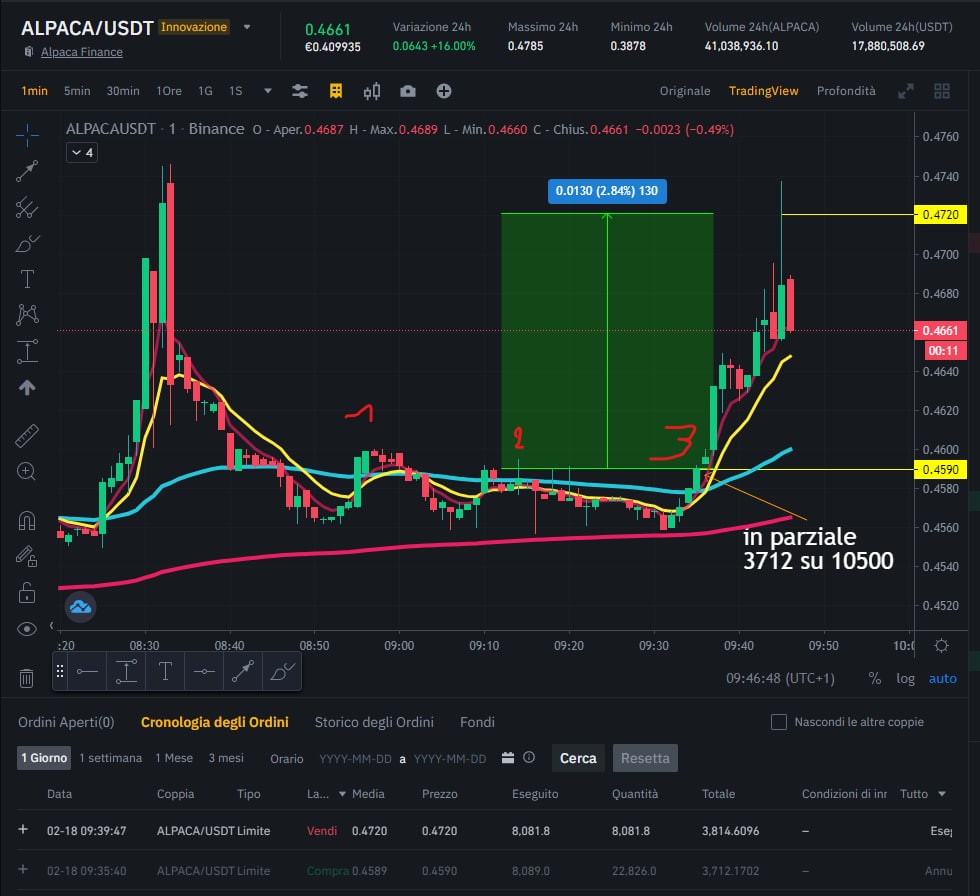 ALPACA/USDT Innovazione
Alpaca Finance
0.4661
€0.409935
Variazione 24h
0.0643 +16.00%
Massimo 24h
0.4785
Minimo 24h
0.3878
Volume 24h(ALPACA)
41,038,936.10
Volume 24h(USDT)
17,880,508.69
1min 5min 30min 1Ore 1G 1S
Originale TradingView Profondità
ALPACAUSDT · 1 · Binance O - Aper.0.4687 H - Max.0.4689 L - Min.0.4660 C - Chius.0.4661 −0.0023 (−0.49%)
4
0.0130 (2.84%) 130
0.4760
0.4740
0.4720
0.4700
0.4680
0.4661
00:11
0.4640
0.4620
0.4600
0.4590
0.4580
0.4560
0.4540
0.4520
1
2
3
in parziale
3712 su 10500
:20 08:30 08:40 08:50 09:00 09:10 09:20 09:30 09:40 09:50 10:0
09:46:48 (UTC+1) % log auto
Ordini Aperti(0) Cronologia degli Ordini Storico degli Ordini Fondi
Nascondi le altre coppie
1 Giorno 1 settimana 1 Mese 3 mesi Orario YYYY-MM-DD a YYYY-MM-DD Cerca Resetta
Data Coppia Tipo La... Media Prezzo Eseguito Quantità Totale Condizioni di inr Tutto
02-18 09:39:47 ALPACA/USDT Limite Vendi 0.4720 0.4720 8,081.8 8,081.8 3,814.6096 – Eseg
02-18 09:35:40 ALPACA/USDT Limite Compra 0.4589 0.4590 8,089.0 22,826.0 3,712.1702 – Annu